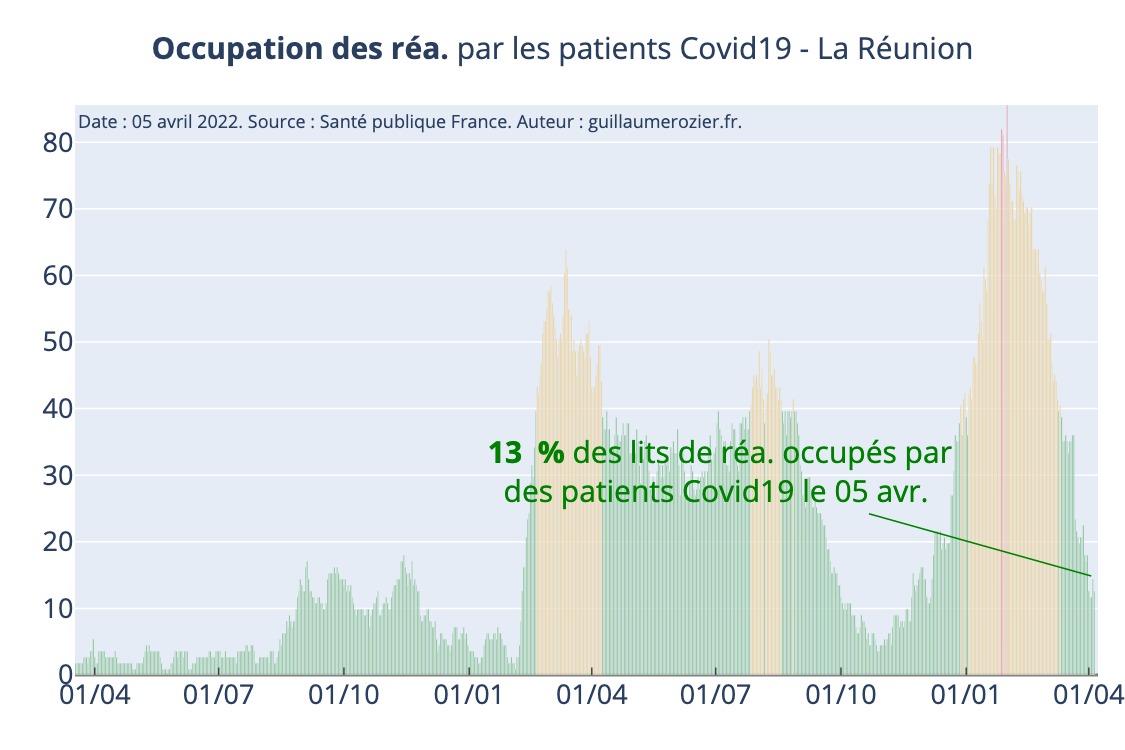 Occupation des réa. par les patients Covid19 - La Réunion
Date : 05 avril 2022. Source : Santé publique France. Auteur : guillaumerozier.fr.
80
70
60
50
40
30
20
10
0
13 % des lits de réa. occupés par
des patients Covid19 le 05 avr.
01/04 01/07 01/10 01/01 01/04 01/07 01/10 01/01 01/04